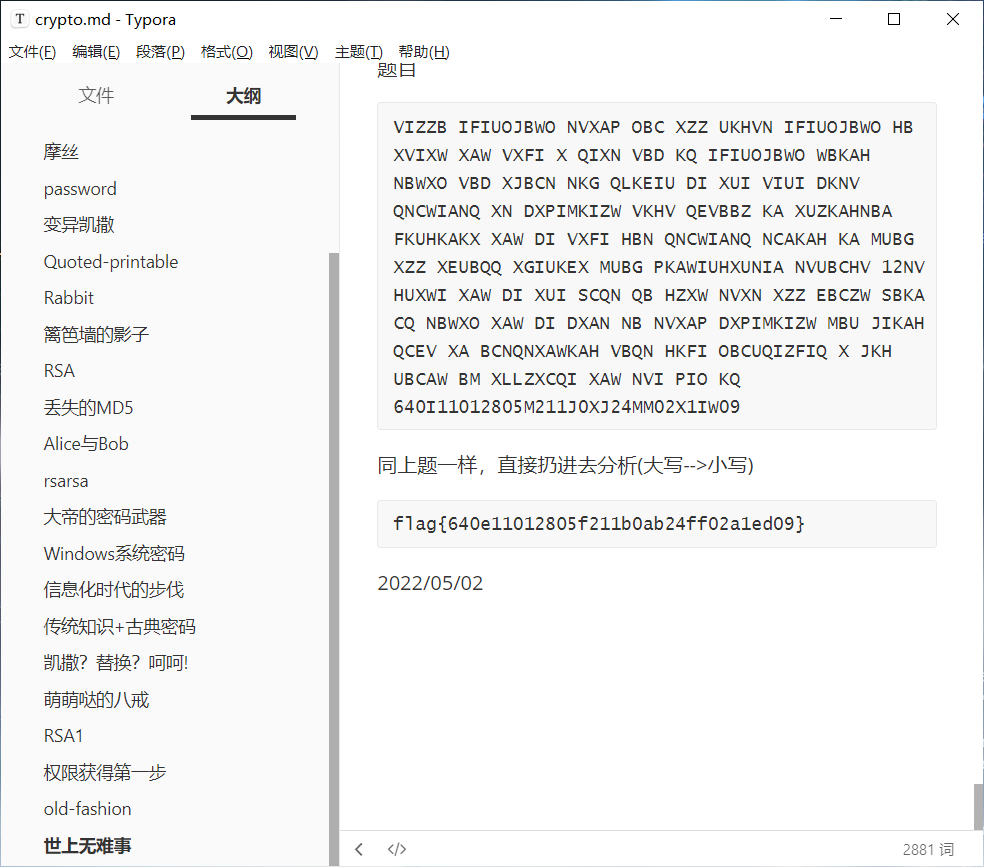 T crypto.md - Typora
文件(F) 编辑(E) 段落(P) 格式(O) 视图(V) 主题(T) 帮助(H)
文件 大纲
摩丝
password
变异凯撒
Quoted-printable
Rabbit
篱笆墙的影子
RSA
丢失的MD5
Alice与Bob
rsarsa
大帝的密码武器
Windows系统密码
信息化时代的步伐
传统知识+古典密码
凯撒？替换？呵呵!
萌萌哒的八戒
RSA1
权限获得第一步
old-fashion
世上无难事
题目
VIZZB IFIUOJBWO NVXAP OBC XZZ UKHVN IFIUOJBWO HB
XVIXW XAW VXFI X QIXN VBD KQ IFIUOJBWO WBKAH
NBWXO VBD XJBCN NKG QLKEIU DI XUI VIUI DKNV
QNCWIANQ XN DXPIMKIZW VKHV QEVBBZ KA XUZKAHNBA
FKUHKAKX XAW DI VXFI HBN QNCWIANQ NCAKAH KA MUBG
XZZ XEUBQQ XGIUKEX MUBG PKAWIUHXUNIA NVUBCHV 12NV
HUXWI XAW DI XUI SCQN QB HZXW NVXN XZZ EBCZW SBKA
CQ NBWXO XAW DI DXAN NB NVXAP DXPIMKIZW MBU JIKAH
QCEV XA BCNQNXAWKAH VBQN HKFI OBCUQIZFIQ X JKH
UBCAW BM XLLZXCQI XAW NVI PIO KQ
640I11012805M211J0XJ24MM02X1IW09
同上题一样，直接扔进去分析(大写-->小写)
flag{640e11012805f211b0ab24ff02a1ed09}
2022/05/02
</> 2881 词